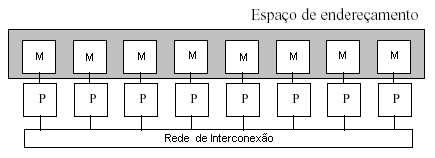 Espaço de endereçamento
M M M M M M M M
P P P P P P P P
Rede de Interconexão